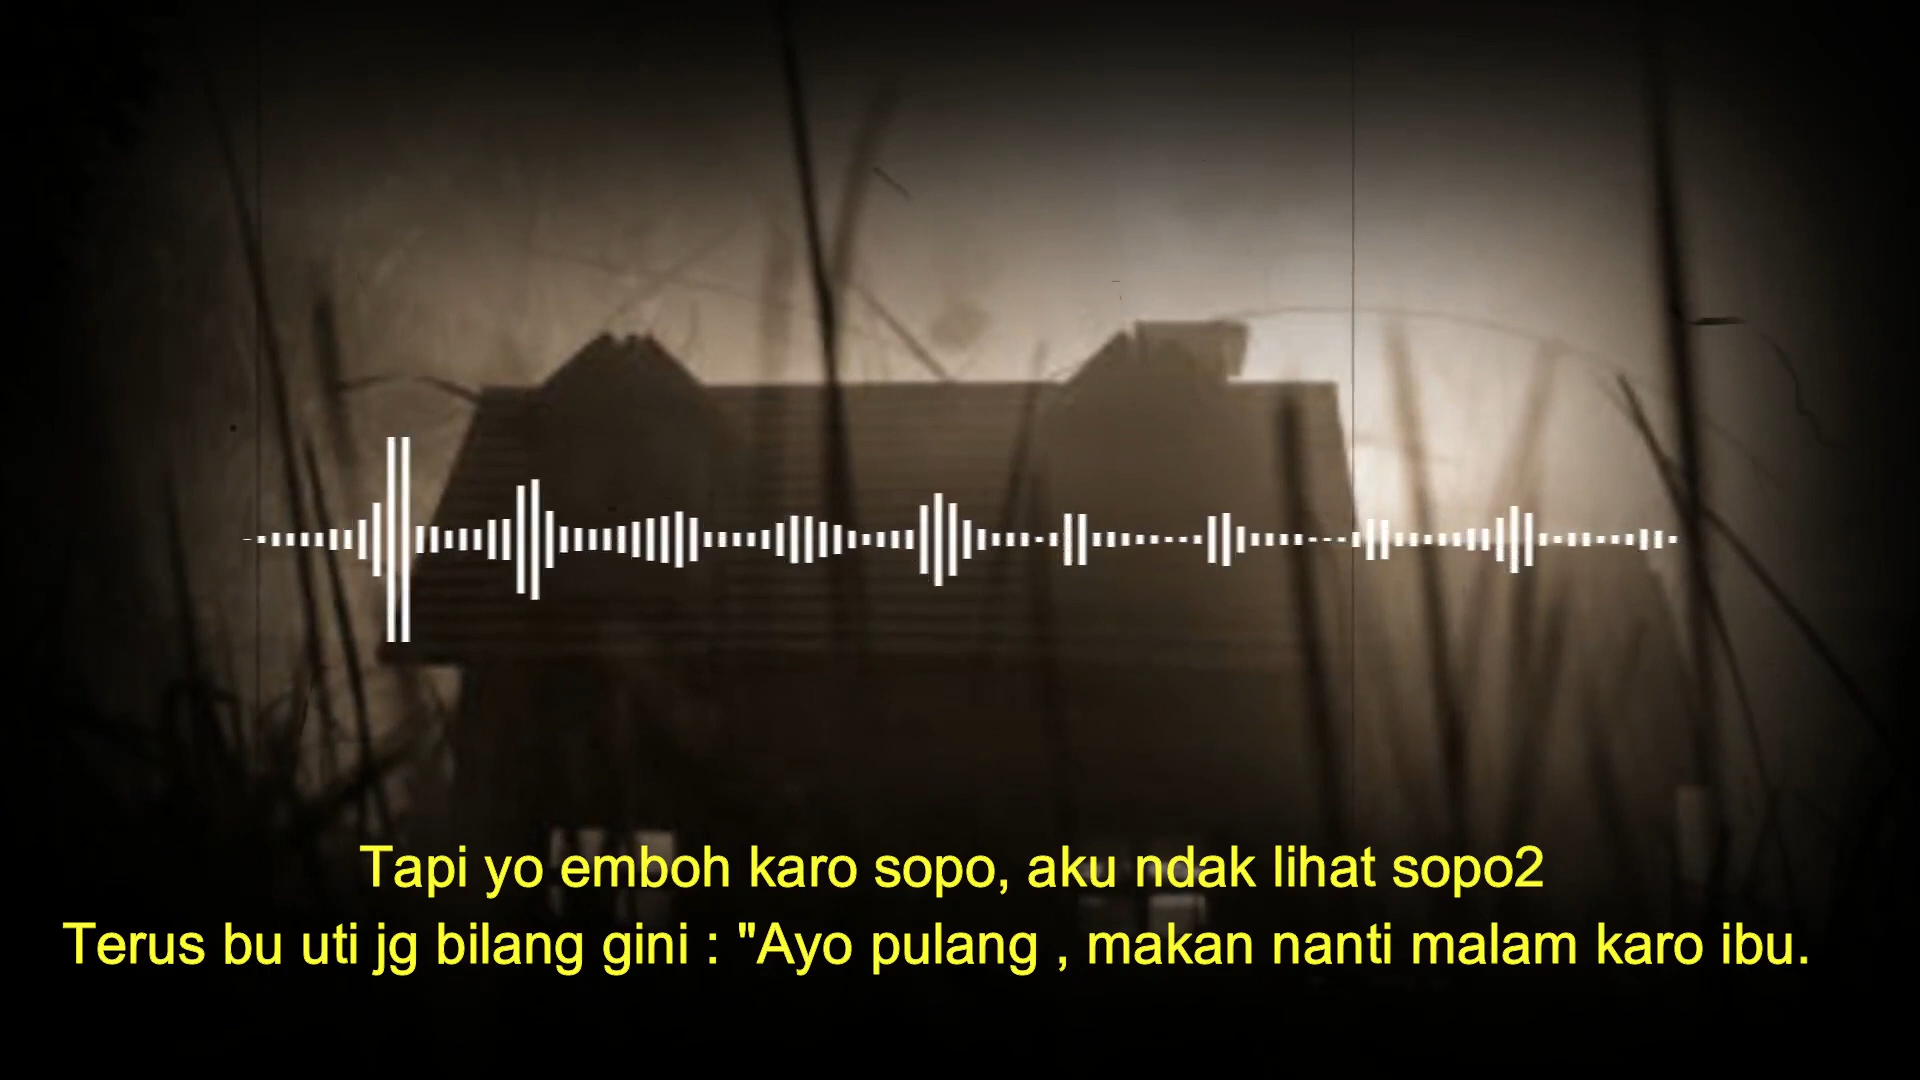 Tapi yo emboh karo sopo, aku ndak lihat sopo2
Terus bu uti jg bilang gini : "Ayo pulang , makan nanti malam karo ibu.